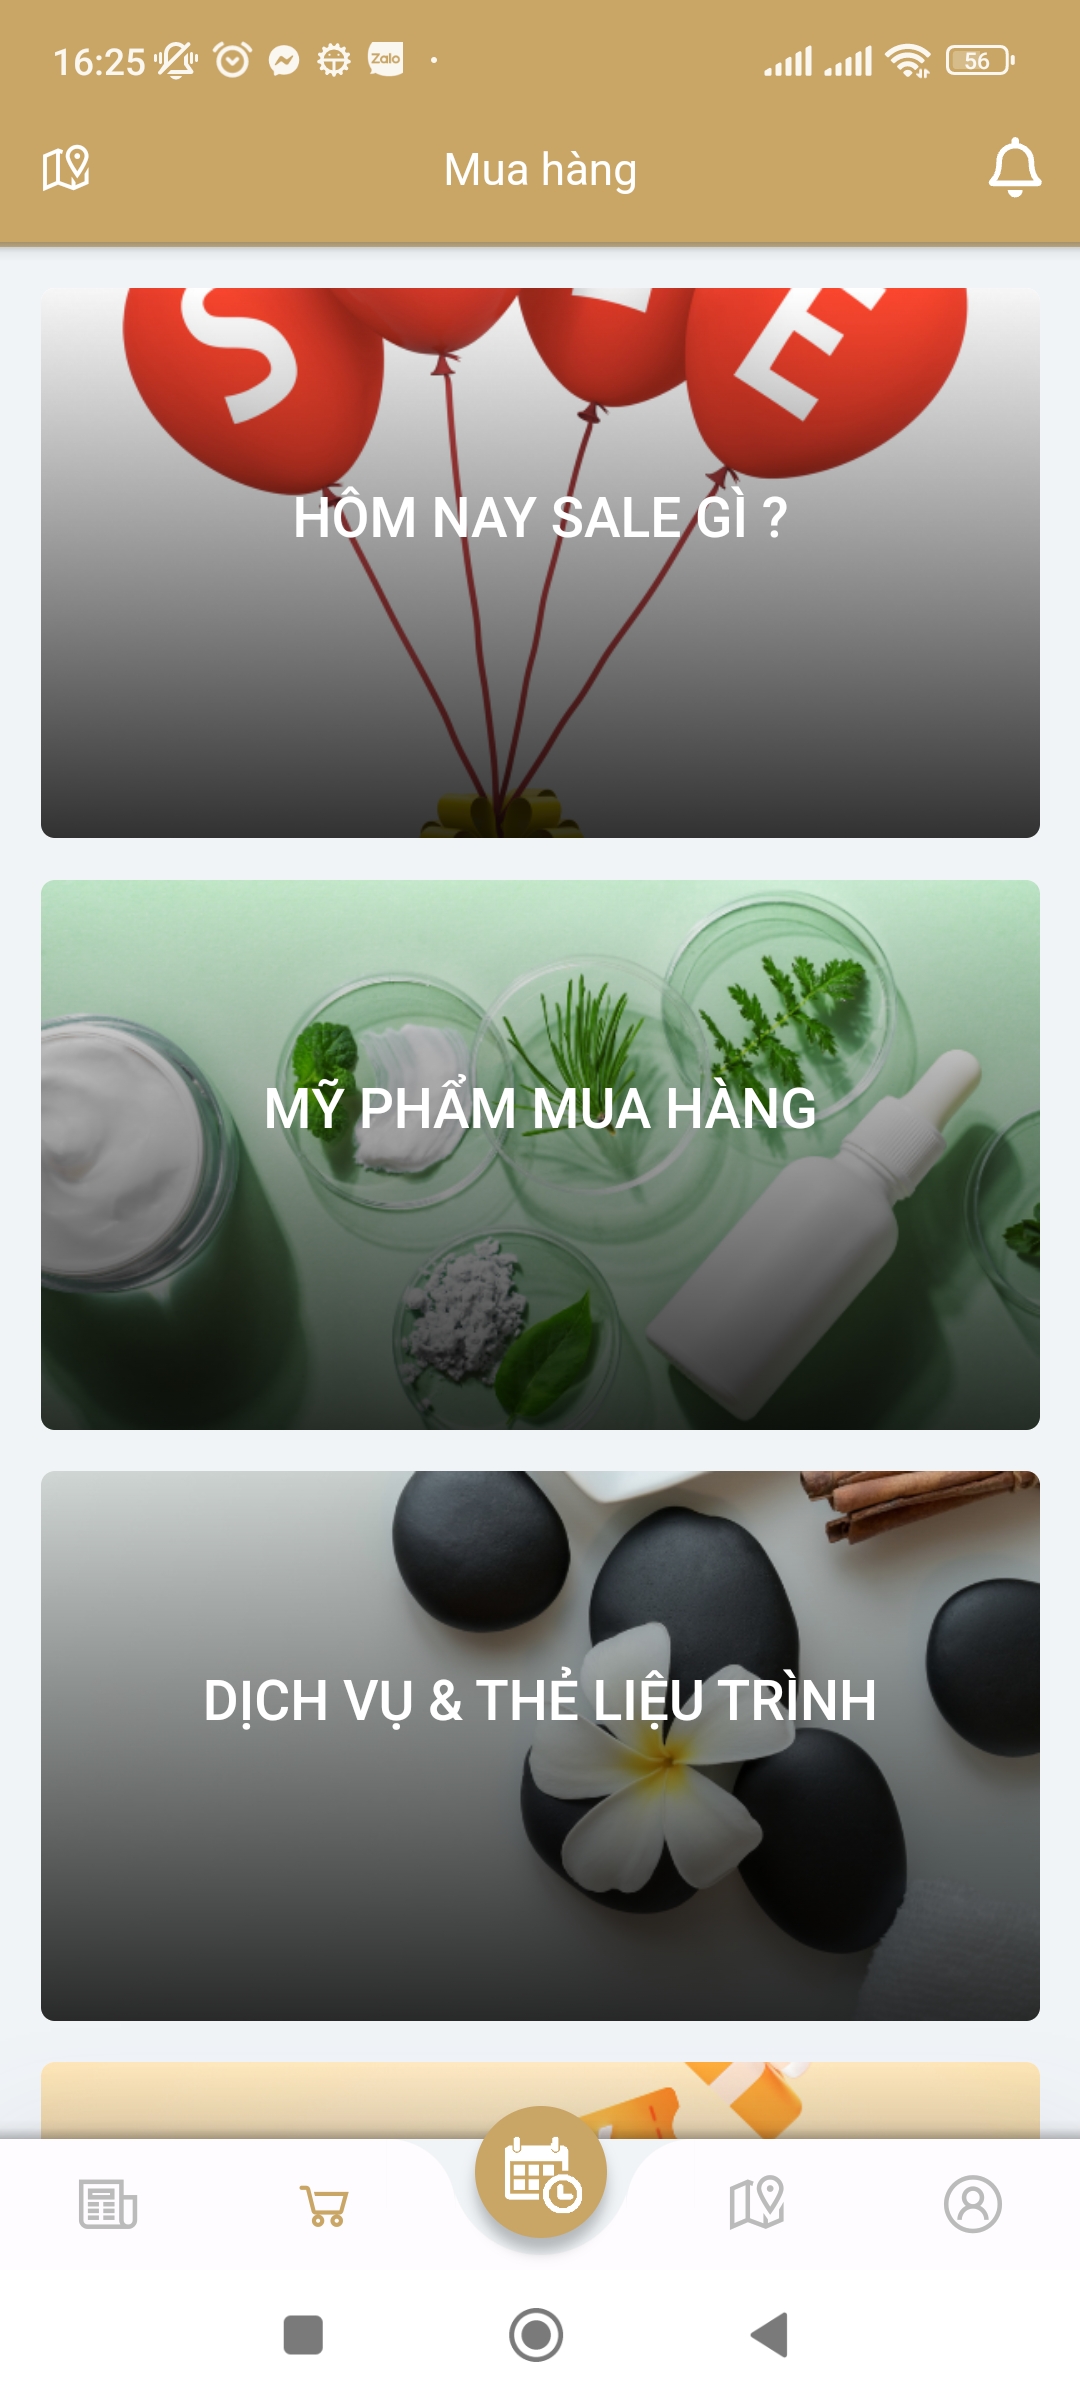 16:25
Zalo
56
Mua hàng
S
E
HÔM NAY SALE GÌ ?
MỸ PHẨM MUA HÀNG
DỊCH VỤ & THẺ LIỆU TRÌNH